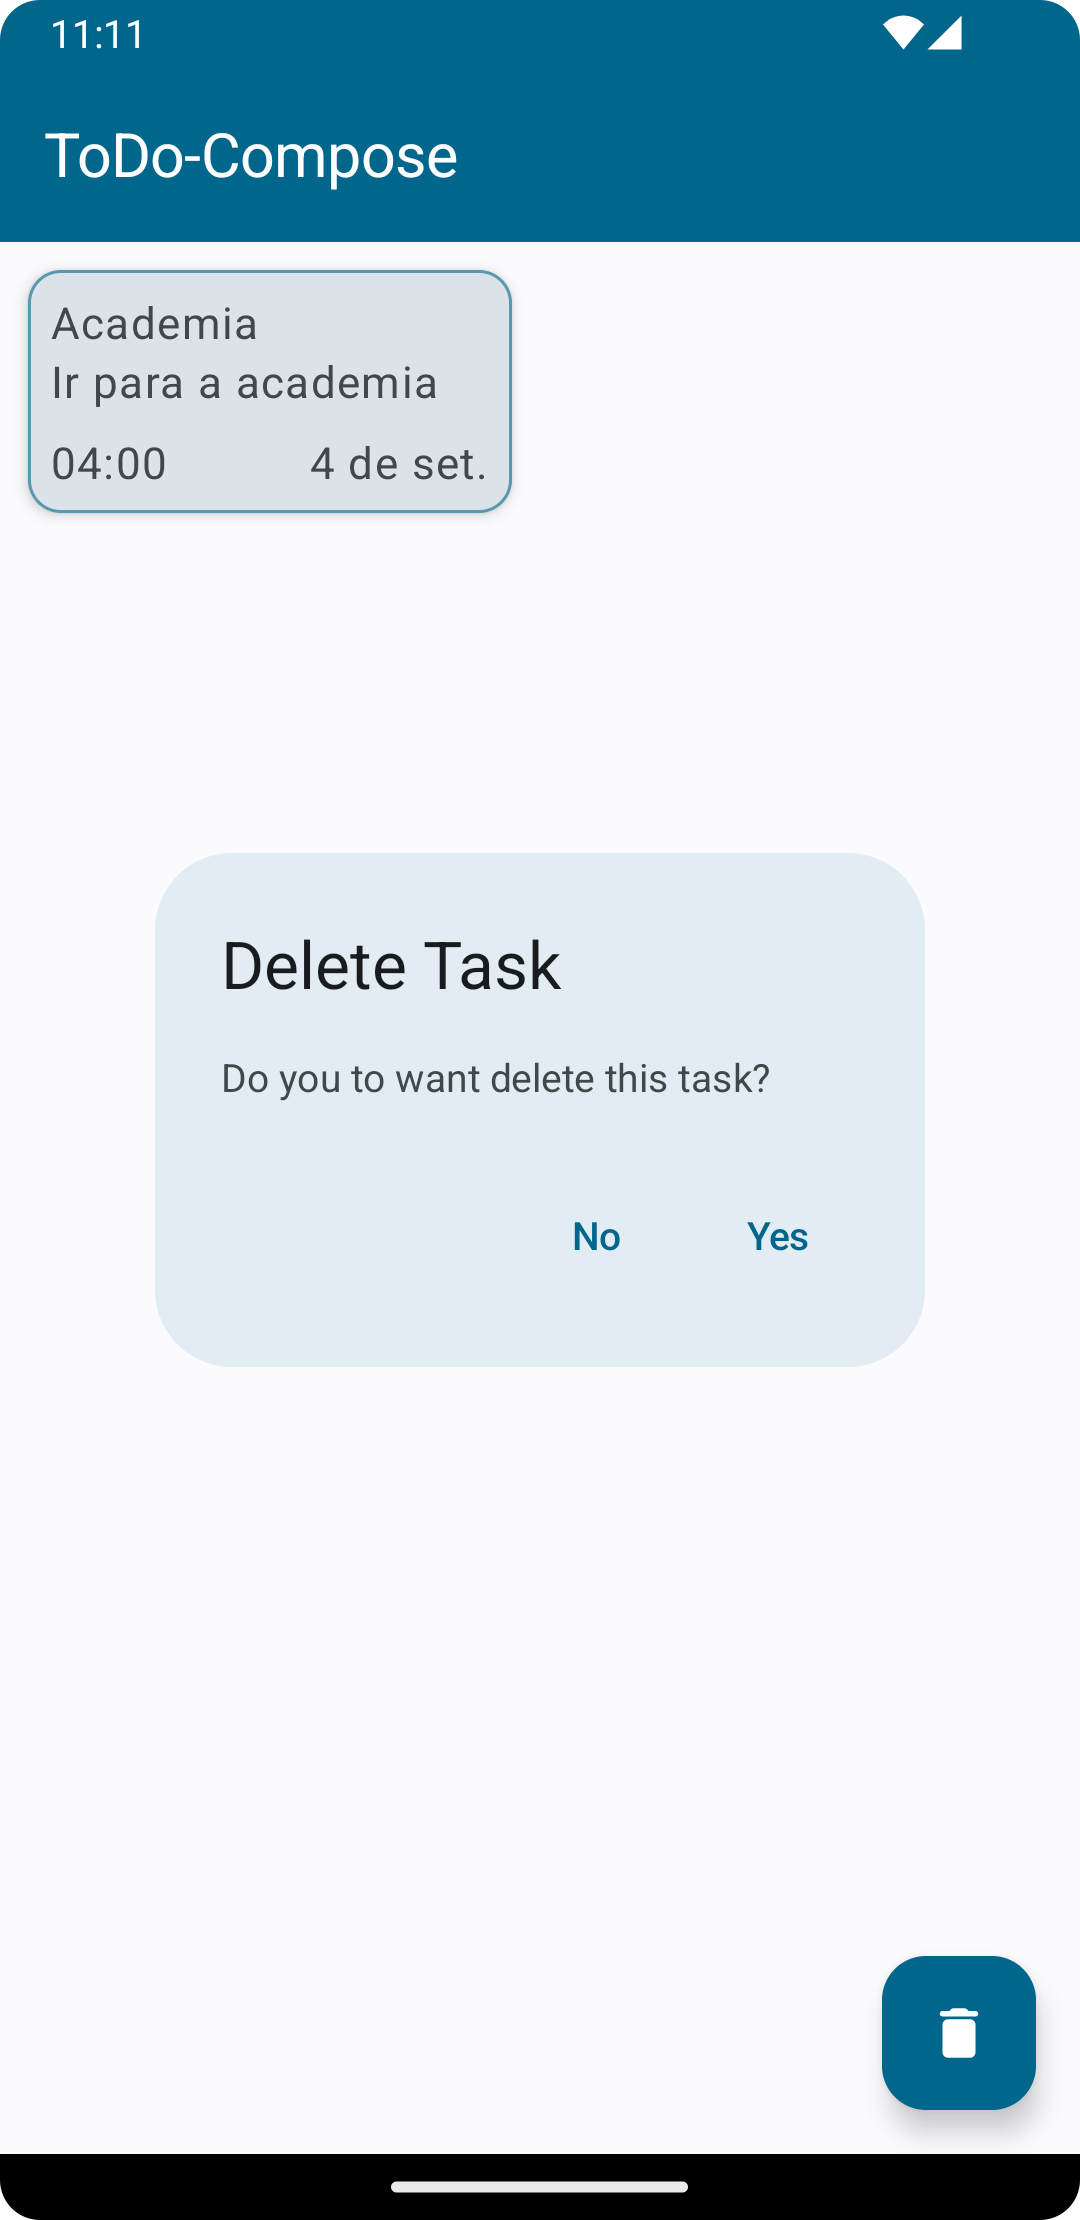 11:11
ToDo-Compose
Academia
Ir para a academia
04:00 4 de set.
Delete Task
Do you to want delete this task?
No Yes